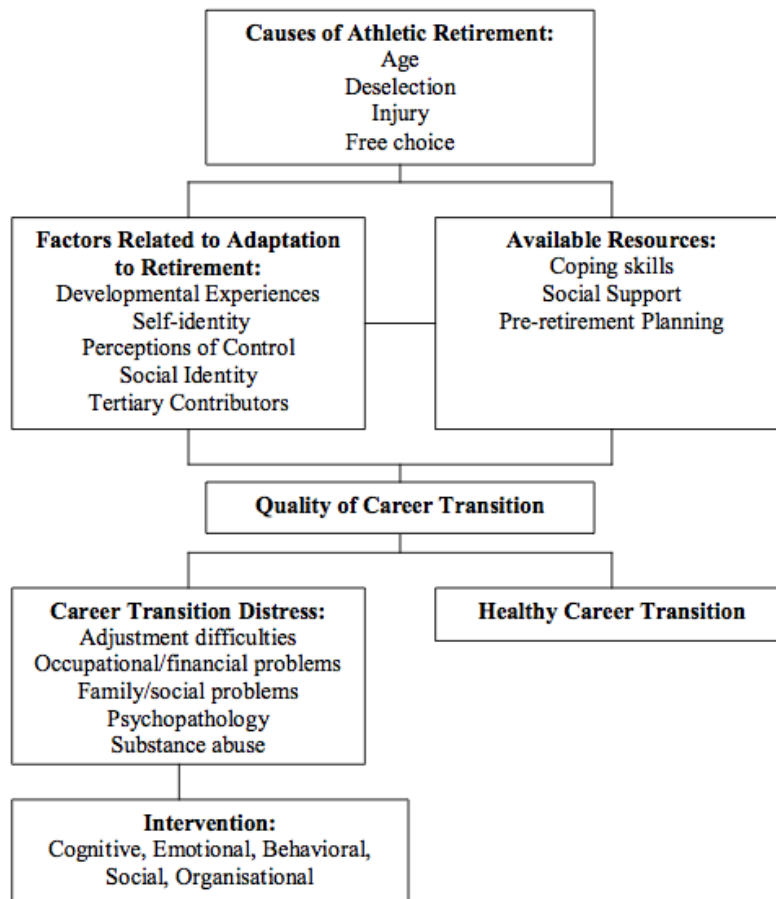 Causes of Athletic Retirement:
Age
Deselection
Injury
Free choice
Factors Related to Adaptation
to Retirement:
Developmental Experiences
Self-identity
Perceptions of Control
Social Identity
Tertiary Contributors
Available Resources:
Coping skills
Social Support
Pre-retirement Planning
Quality of Career Transition
Career Transition Distress:
Adjustment difficulties
Occupational/financial problems
Family/social problems
Psychopathology
Substance abuse
Healthy Career Transition
Intervention:
Cognitive, Emotional, Behavioral,
Social, Organisational